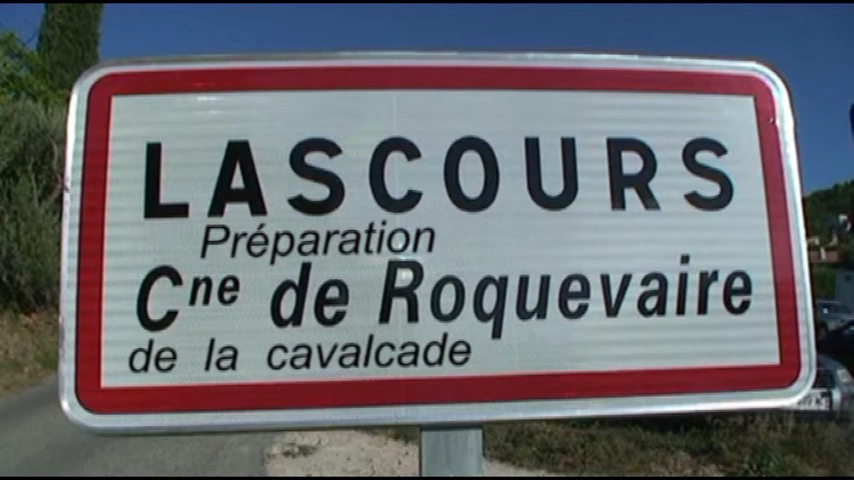 LASCOURS
Préparation
Cne de Roquevaire
de la cavalcade